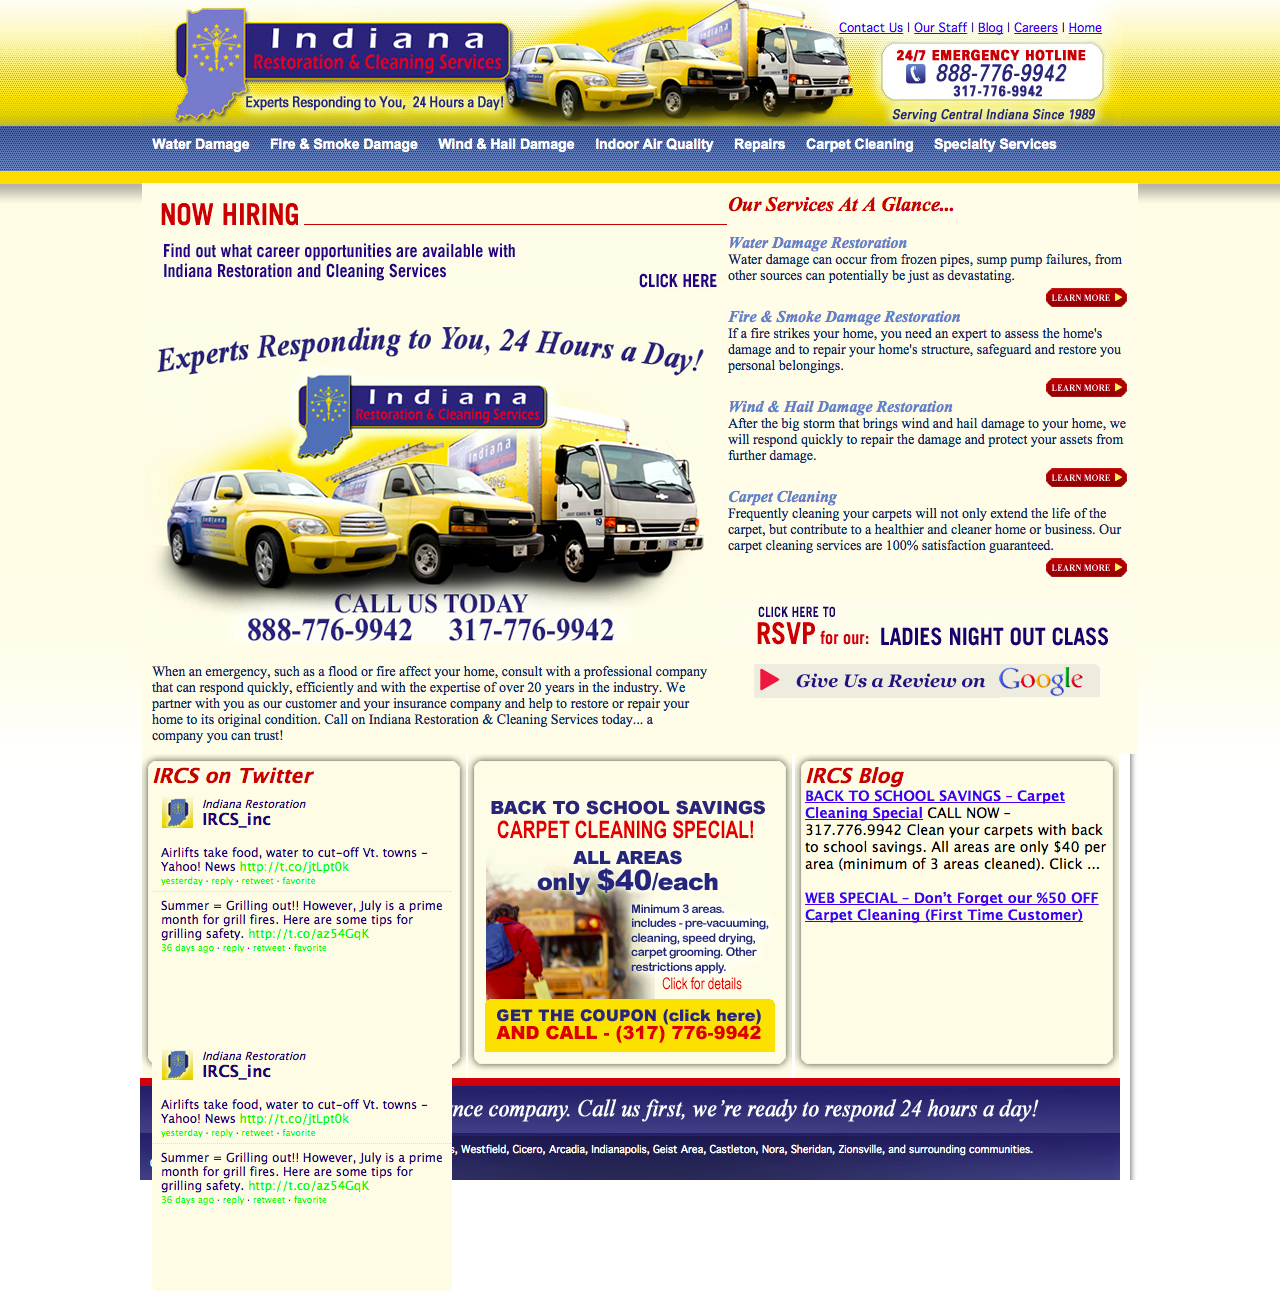 Indiana
Restoration & Cleaning Services
Experts Responding to You, 24 Hours a Day!
Contact Us | Our Staff | Blog | Careers | Home
24/7 EMERGENCY HOTLINE
888-776-9942
317-776-9942
Serving Central Indiana Since 1989
Water Damage Fire & Smoke Damage Wind & Hail Damage Indoor Air Quality Repairs Carpet Cleaning Specialty Services
NOW HIRING
Find out what career opportunities are available with
Indiana Restoration and Cleaning Services
CLICK HERE
Experts Responding to You, 24 Hours a Day!
Indiana
Restoration & Cleaning Services
Indiana
Indiana
CALL US TODAY
888-776-9942 317-776-9942
When an emergency, such as a flood or fire affect your home, consult with a professional company
that can respond quickly, efficiently and with the expertise of over 20 years in the industry. We
partner with you as our customer and your insurance company and help to restore or repair your
home to its original condition. Call on Indiana Restoration & Cleaning Services today... a
company you can trust!
Our Services At A Glance...
Water Damage Restoration
Water damage can occur from frozen pipes, sump pump failures, from
other sources can potentially be just as devastating.
LEARN MORE
Fire & Smoke Damage Restoration
If a fire strikes your home, you need an expert to assess the home's
damage and to repair your home's structure, safeguard and restore you
personal belongings.
LEARN MORE
Wind & Hail Damage Restoration
After the big storm that brings wind and hail damage to your home, we
will respond quickly to repair the damage and protect your assets from
further damage.
LEARN MORE
Carpet Cleaning
Frequently cleaning your carpets will not only extend the life of the
carpet, but contribute to a healthier and cleaner home or business. Our
carpet cleaning services are 100% satisfaction guaranteed.
LEARN MORE
CLICK HERE TO
RSVP for our: LADIES NIGHT OUT CLASS
Give Us a Review on Google
IRCS on Twitter
Indiana Restoration
IRCS_inc
Airlifts take food, water to cut-off Vt. towns –
Yahoo! News http://t.co/jtLpt0k
yesterday · reply · retweet · favorite
Summer = Grilling out!! However, July is a prime
month for grill fires. Here are some tips for
grilling safety. http://t.co/az54GqK
36 days ago · reply · retweet · favorite
BACK TO SCHOOL SAVINGS
CARPET CLEANING SPECIAL!
ALL AREAS
only $40/each
Minimum 3 areas.
includes - pre-vacuuming,
cleaning, speed drying,
carpet grooming. Other
restrictions apply.
Click for details
GET THE COUPON (click here)
AND CALL - (317) 776-9942
IRCS Blog
BACK TO SCHOOL SAVINGS – Carpet
Cleaning Special CALL NOW –
317.776.9942 Clean your carpets with back
to school savings. All areas are only $40 per
area (minimum of 3 areas cleaned). Click ...
WEB SPECIAL – Don’t Forget our %50 OFF
Carpet Cleaning (First Time Customer)
Indiana Restoration
IRCS_inc
Airlifts take food, water to cut-off Vt. towns –
Yahoo! News http://t.co/jtLpt0k
yesterday · reply · retweet · favorite
Summer = Grilling out!! However, July is a prime
month for grill fires. Here are some tips for
grilling safety. http://t.co/az54GqK
36 days ago · reply · retweet · favorite
company. Call us first, we’re ready to respond 24 hours a day!
Westfield, Cicero, Arcadia, Indianapolis, Geist Area, Castleton, Nora, Sheridan, Zionsville, and surrounding communities.